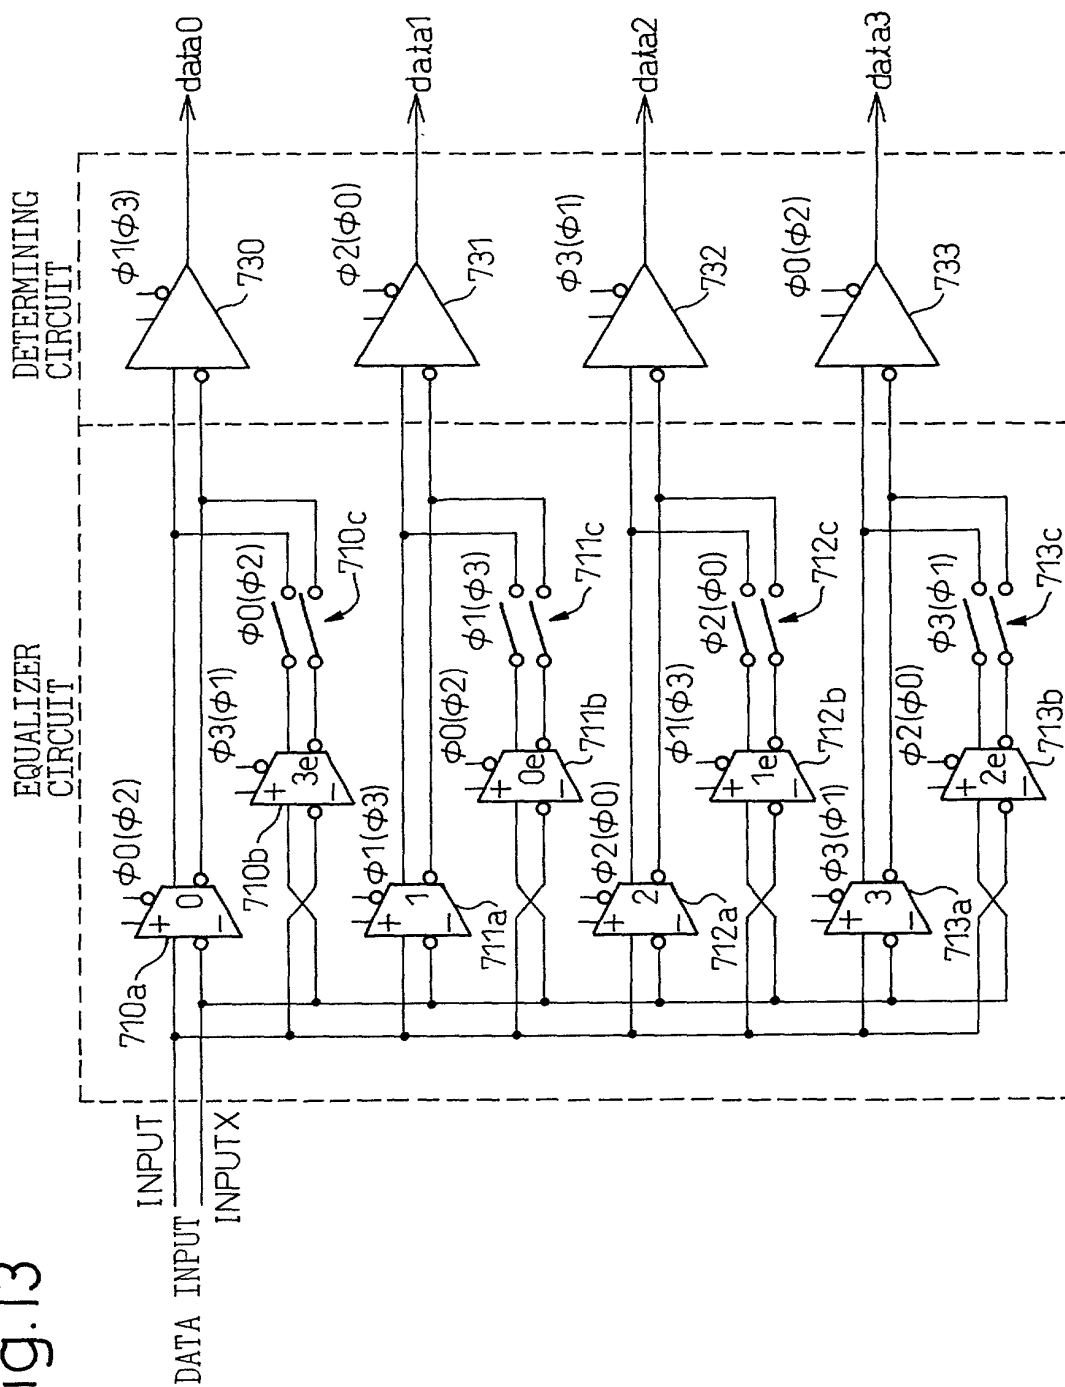 ig.13
DATA INPUT
INPUT
INPUTX
EQUALIZER
CIRCUIT
DETERMINING
CIRCUIT
710a
+
0
−
φ0(φ2)
710b
+
3e
−
φ3(φ1)
φ0(φ2)
710c
φ1(φ3)
730
data0
711a
+
1
−
φ1(φ3)
711b
+
0e
−
φ0(φ2)
φ1(φ3)
711c
φ2(φ0)
731
data1
712a
+
2
−
φ2(φ0)
712b
+
1e
−
φ1(φ3)
φ2(φ0)
712c
φ3(φ1)
732
data2
713a
+
3
−
φ3(φ1)
713b
+
2e
−
φ2(φ0)
φ3(φ1)
713c
φ0(φ2)
733
data3